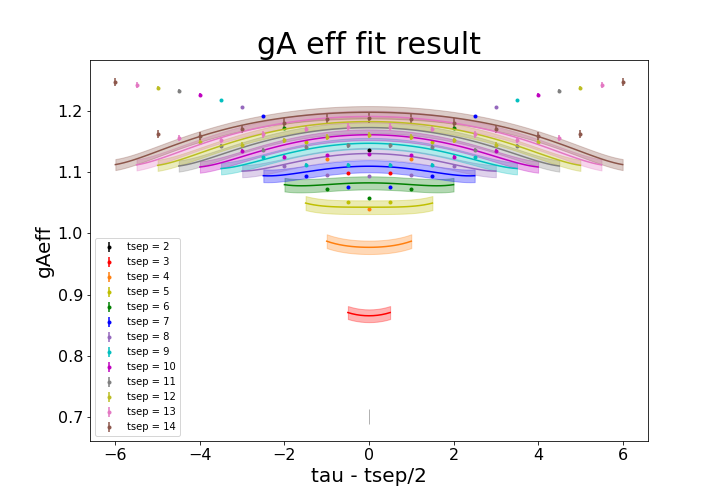 gA eff fit result
gAeff
1.2
1.1
1.0
0.9
0.8
0.7
tsep = 2
tsep = 3
tsep = 4
tsep = 5
tsep = 6
tsep = 7
tsep = 8
tsep = 9
tsep = 10
tsep = 11
tsep = 12
tsep = 13
tsep = 14
−6 −4 −2 0 2 4 6
tau - tsep/2